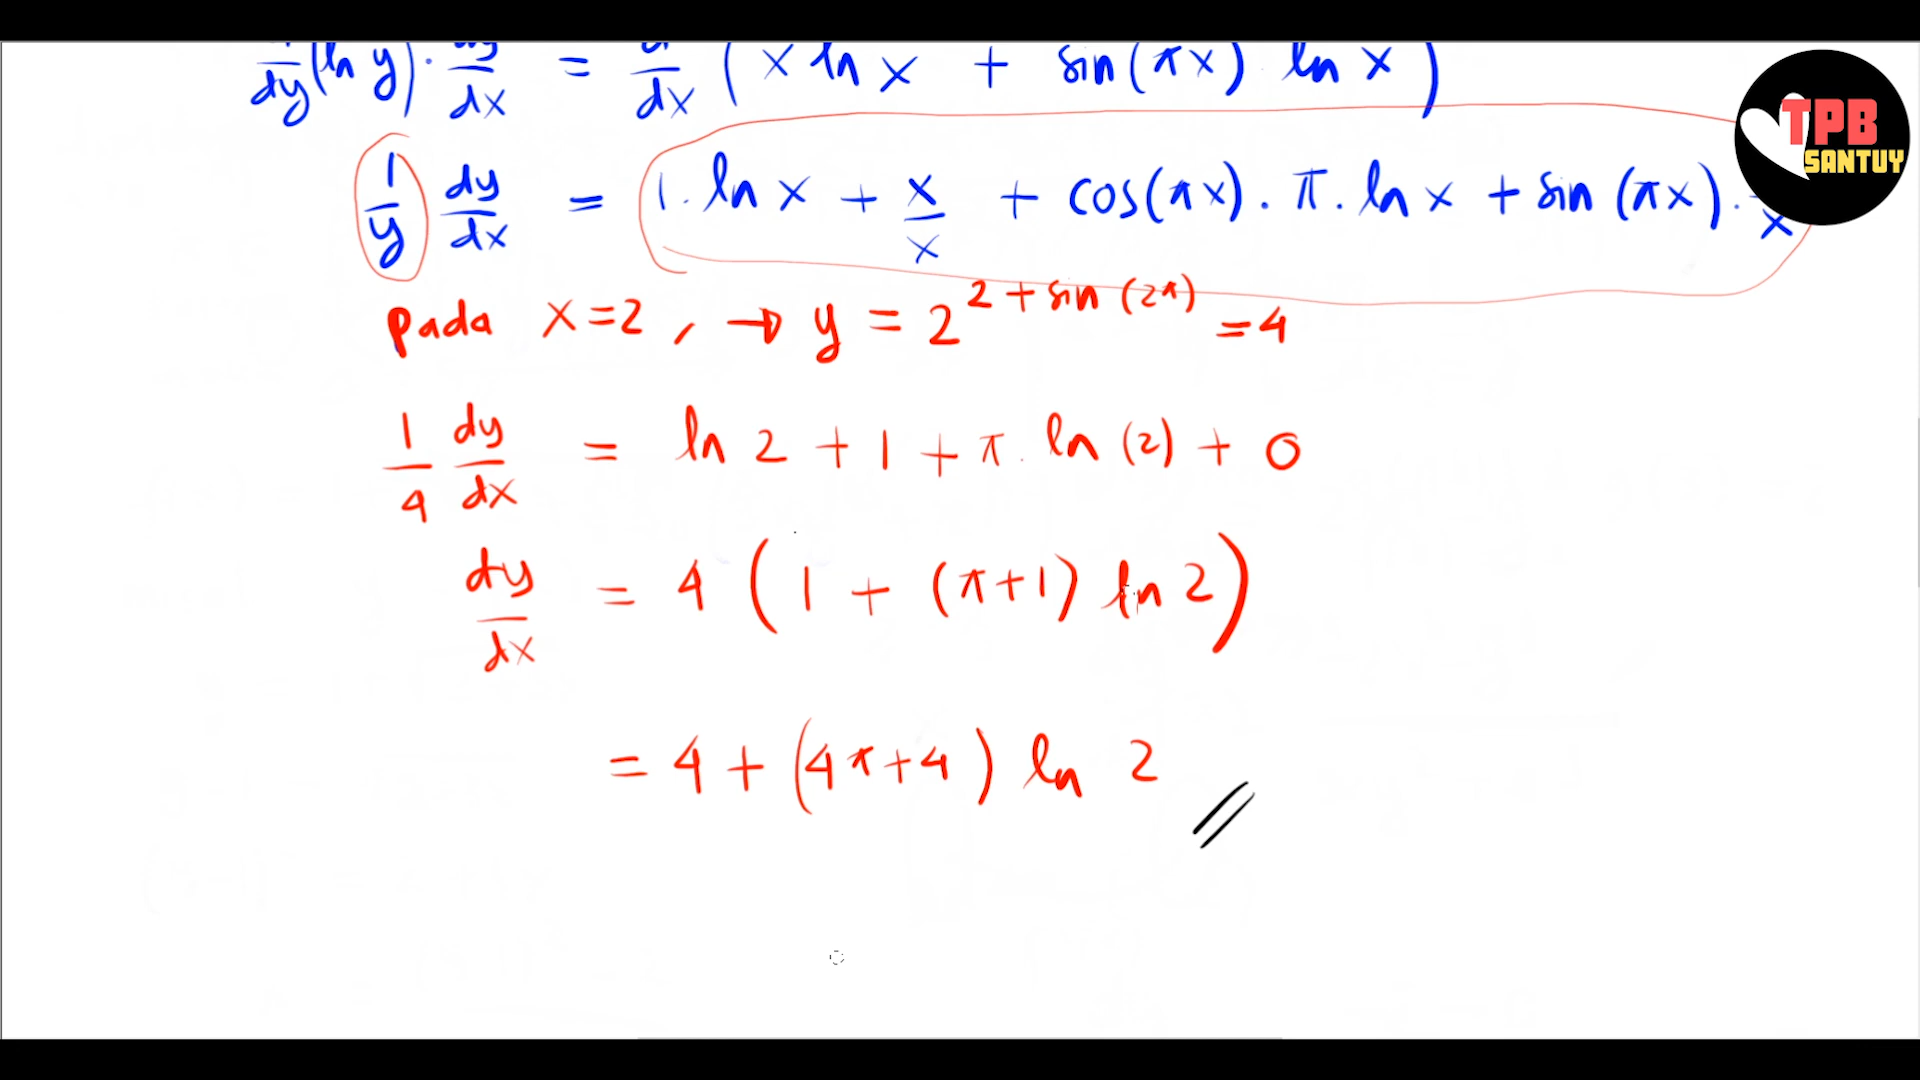 d/dy (ln y) · dy/dx = d/dx (x ln x + sin(πx) ln x)
1/y dy/dx = 1. ln x + x/x + cos(πx) . π . ln x + sin (πx) . /x
pada x=2 , → y = 2^(2 + sin (2π)) = 4
1/4 dy/dx = ln 2 + 1 + π . ln (2) + 0
dy/dx = 4 (1 + (π+1) ln 2)
= 4 + (4π+4) ln 2
TPB
SANTUY